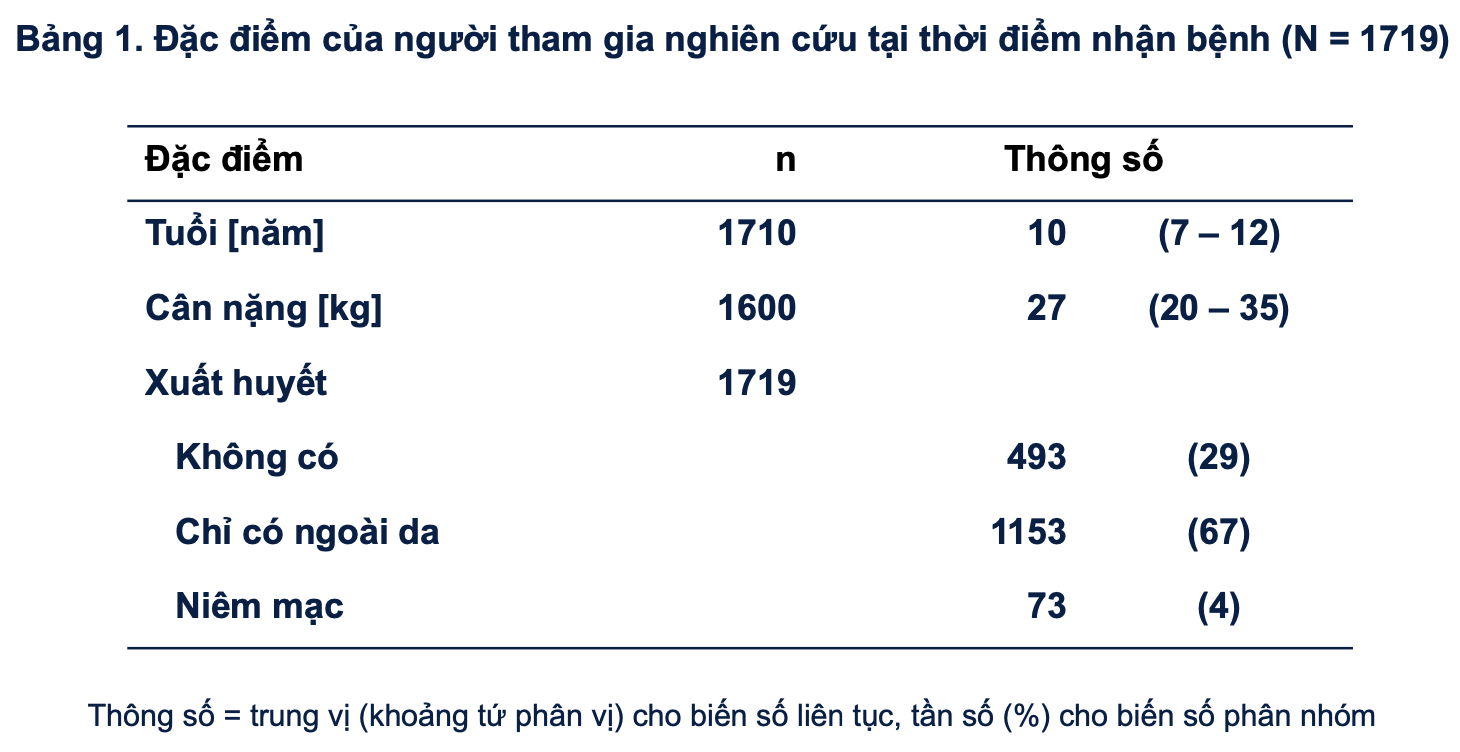 Bảng 1. Đặc điểm của người tham gia nghiên cứu tại thời điểm nhận bệnh (N = 1719)
Đặc điểm n Thông số
Tuổi [năm] 1710 10 (7 – 12)
Cân nặng [kg] 1600 27 (20 – 35)
Xuất huyết 1719
Không có 493 (29)
Chỉ có ngoài da 1153 (67)
Niêm mạc 73 (4)
Thông số = trung vị (khoảng tứ phân vị) cho biến số liên tục, tần số (%) cho biến số phân nhóm